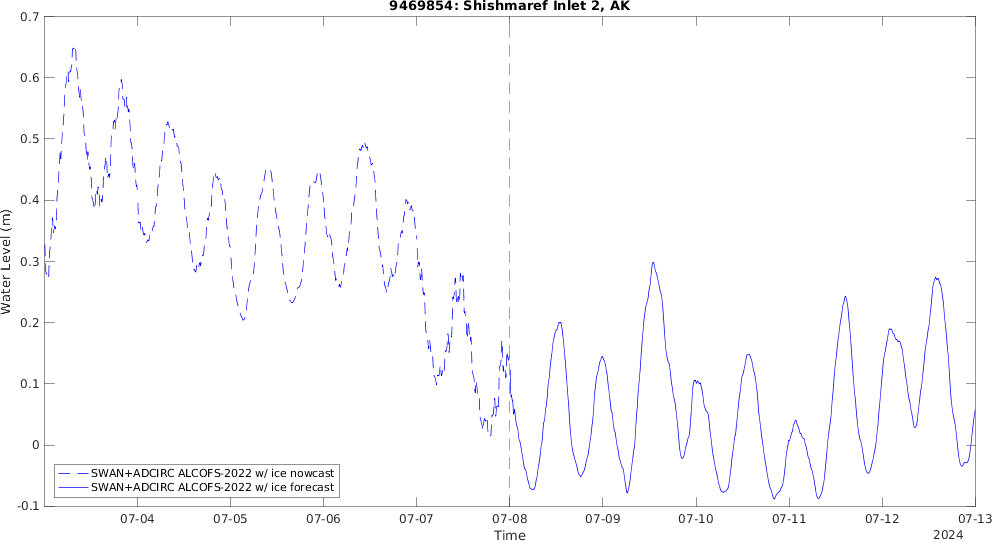 9469854: Shishmaref Inlet 2, AK
0.7
0.6
0.5
0.4
0.3
0.2
0.1
0
-0.1
Water Level (m)
SWAN+ADCIRC ALCOFS-2022 w/ ice nowcast
SWAN+ADCIRC ALCOFS-2022 w/ ice forecast
07-04 07-05 07-06 07-07 07-08 07-09 07-10 07-11 07-12 07-13
Time
2024